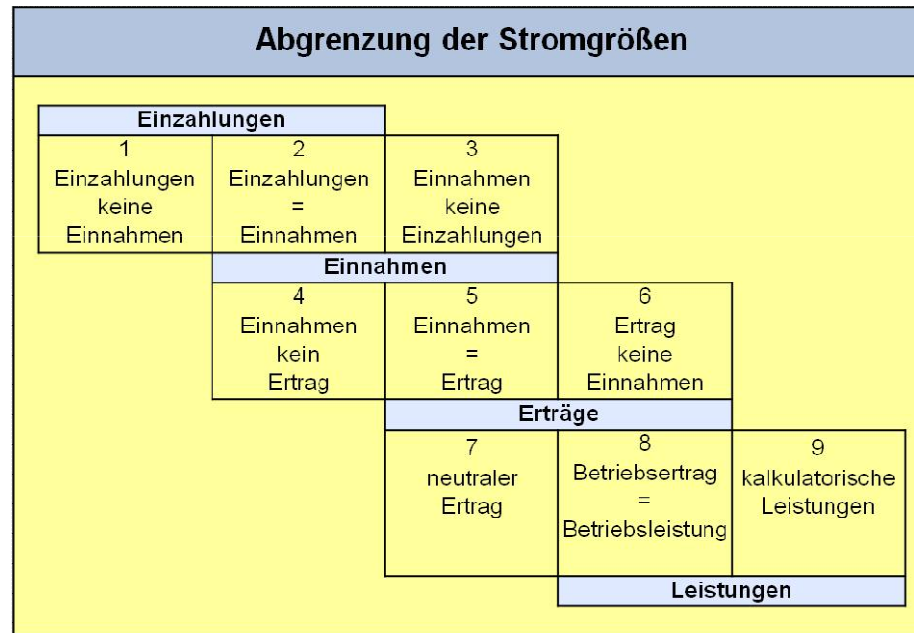 Abgrenzung der Stromgrößen
Einzahlungen
1
Einzahlungen
keine
Einnahmen
2
Einzahlungen
=
Einnahmen
3
Einnahmen
keine
Einzahlungen
Einnahmen
4
Einnahmen
kein
Ertrag
5
Einnahmen
=
Ertrag
6
Ertrag
keine
Einnahmen
Erträge
7
neutraler
Ertrag
8
Betriebsertrag
=
Betriebsleistung
9
kalkulatorische
Leistungen
Leistungen